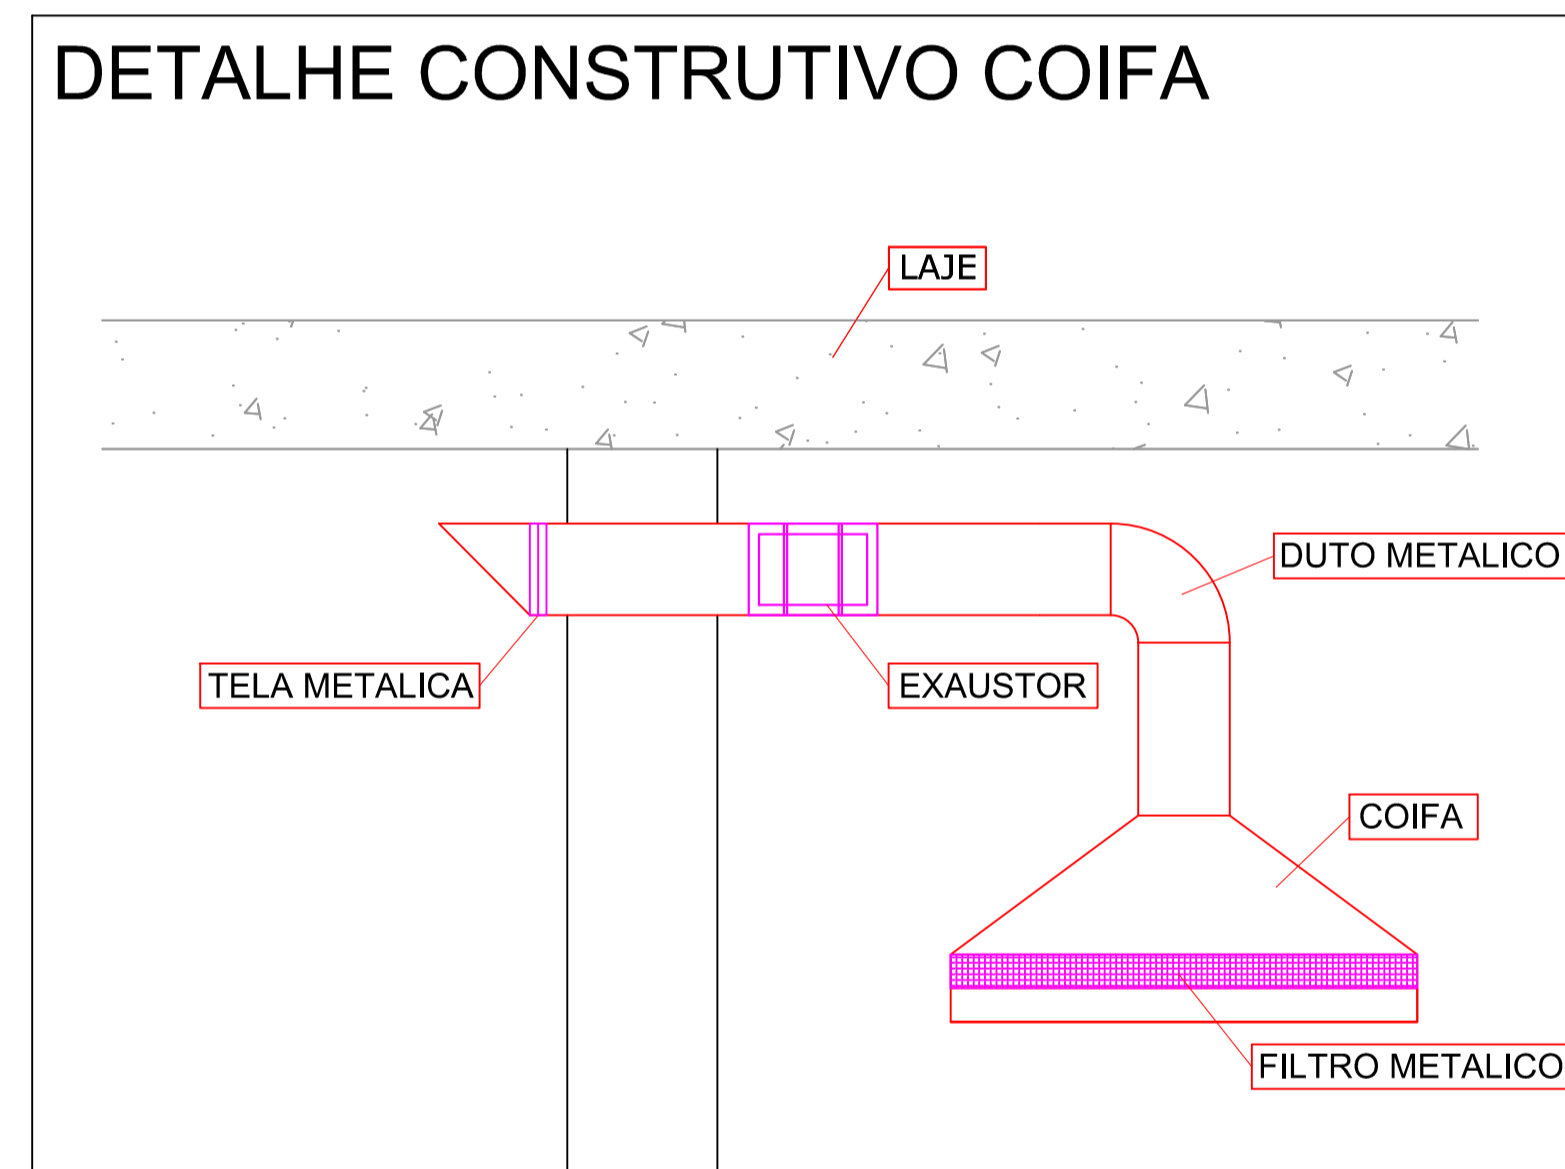 DETALHE CONSTRUTIVO COIFA
LAJE
DUTO METALICO
TELA METALICA
EXAUSTOR
COIFA
FILTRO METALICO